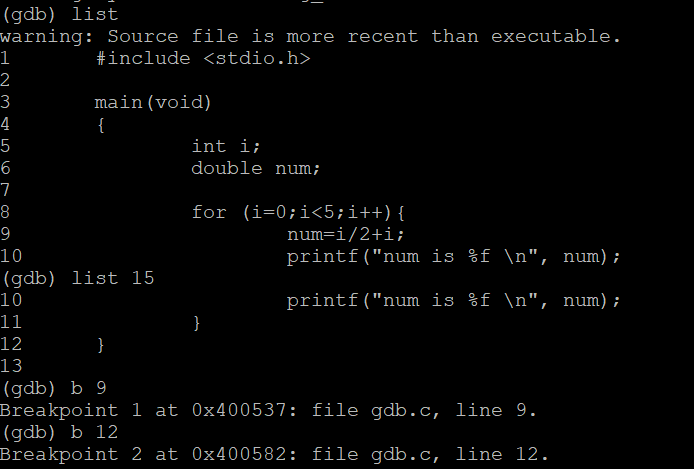 (gdb) list
warning: Source file is more recent than executable.
1       #include <stdio.h>
2
3       main(void)
4       {
5               int i;
6               double num;
7
8               for (i=0;i<5;i++){
9                       num=i/2+i;
10                      printf("num is %f \n", num);
(gdb) list 15
10                      printf("num is %f \n", num);
11              }
12      }
13
(gdb) b 9
Breakpoint 1 at 0x400537: file gdb.c, line 9.
(gdb) b 12
Breakpoint 2 at 0x400582: file gdb.c, line 12.